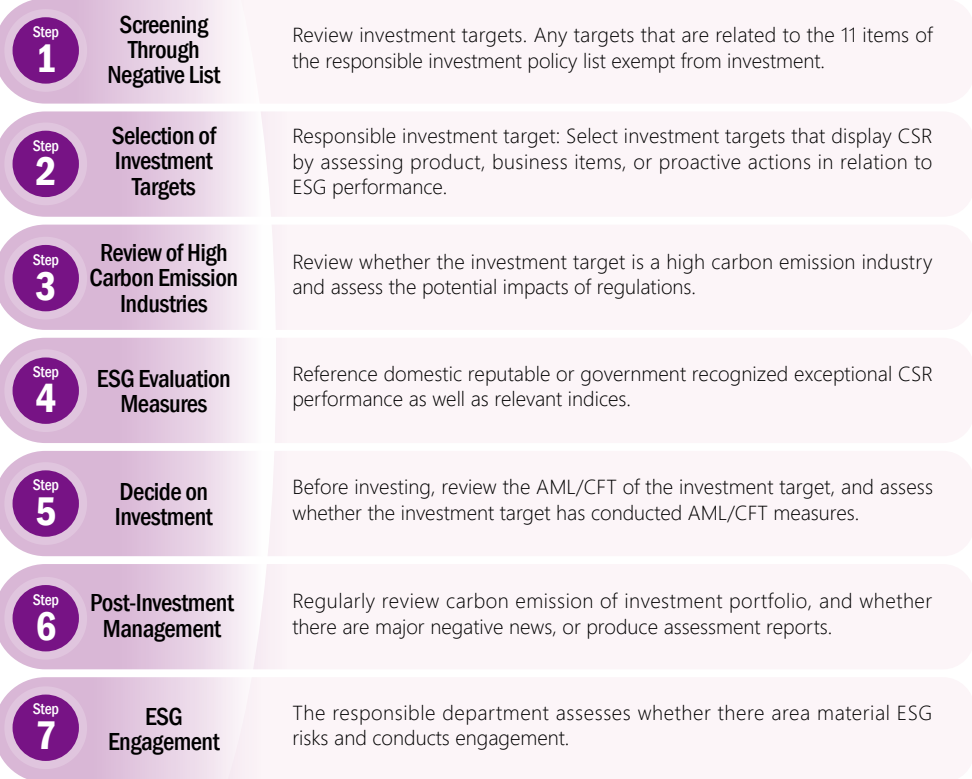 Step
1
Screening
Through
Negative List
Review investment targets. Any targets that are related to the 11 items of
the responsible investment policy list exempt from investment.
Step
2
Selection of
Investment
Targets
Responsible investment target: Select investment targets that display CSR
by assessing product, business items, or proactive actions in relation to
ESG performance.
Step
3
Review of High
Carbon Emission
Industries
Review whether the investment target is a high carbon emission industry
and assess the potential impacts of regulations.
Step
4
ESG Evaluation
Measures
Reference domestic reputable or government recognized exceptional CSR
performance as well as relevant indices.
Step
5
Decide on
Investment
Before investing, review the AML/CFT of the investment target, and assess
whether the investment target has conducted AML/CFT measures.
Step
6
Post-Investment
Management
Regularly review carbon emission of investment portfolio, and whether
there are major negative news, or produce assessment reports.
Step
7
ESG
Engagement
The responsible department assesses whether there area material ESG
risks and conducts engagement.